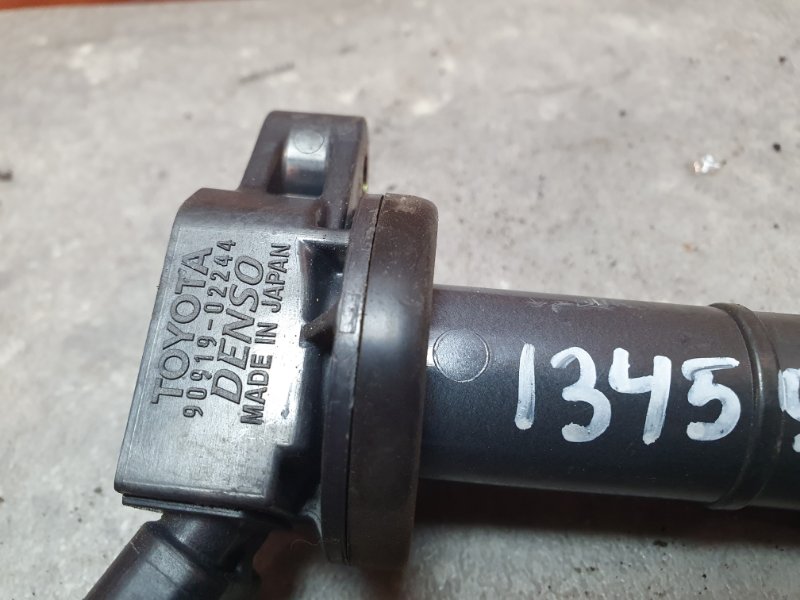 TOYOTA
90919-02244
DENSO
MADE IN JAPAN
1345